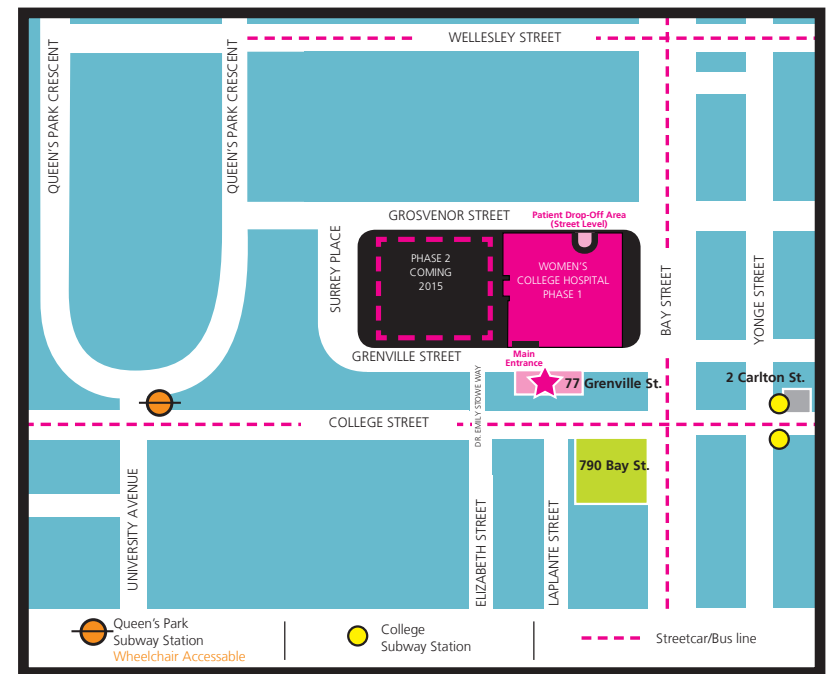 WELLESLEY STREET
QUEEN'S PARK CRESCENT
QUEEN'S PARK CRESCENT
GROSVENOR STREET
Patient Drop-Off Area
(Street Level)
SURREY PLACE
PHASE 2
COMING
2015
WOMEN'S
COLLEGE HOSPITAL
PHASE 1
BAY STREET
YONGE STREET
GRENVILLE STREET
Main
Entrance
77 Grenville St.
2 Carlton St.
DR. EMILY STOWE WAY
COLLEGE STREET
790 Bay St.
UNIVERSITY AVENUE
ELIZABETH STREET
LAPLANTE STREET
Queen's Park
Subway Station
Wheelchair Accessable
College
Subway Station
Streetcar/Bus line